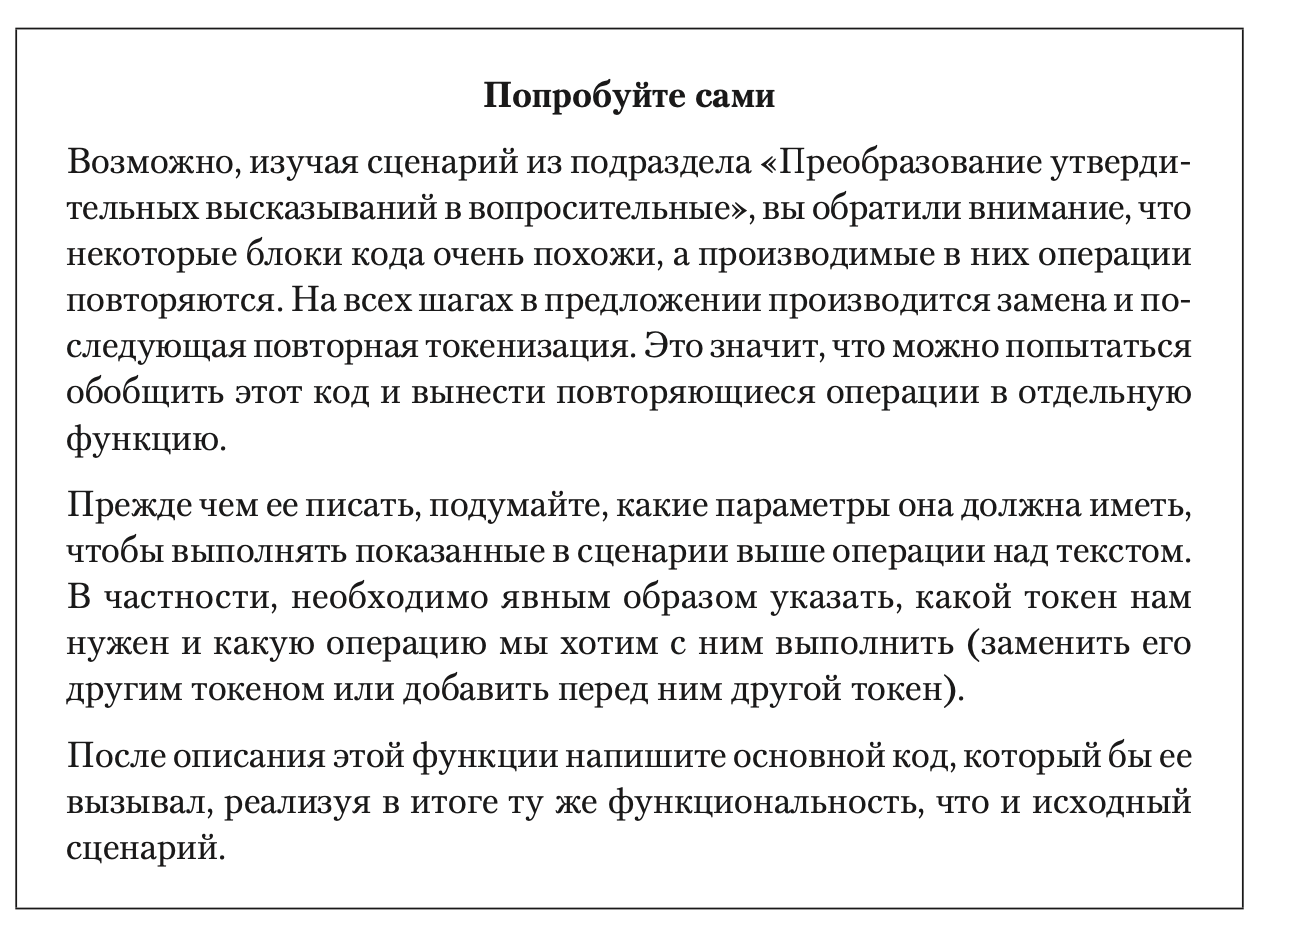 Попробуйте сами
Возможно, изучая сценарий из подраздела «Преобразование утверди-
тельных высказываний в вопросительные», вы обратили внимание, что
некоторые блоки кода очень похожи, а производимые в них операции
повторяются. На всех шагах в предложении производится замена и по-
следующая повторная токенизация. Это значит, что можно попытаться
обобщить этот код и вынести повторяющиеся операции в отдельную
функцию.
Прежде чем ее писать, подумайте, какие параметры она должна иметь,
чтобы выполнять показанные в сценарии выше операции над текстом.
В частности, необходимо явным образом указать, какой токен нам
нужен и какую операцию мы хотим с ним выполнить (заменить его
другим токеном или добавить перед ним другой токен).
После описания этой функции напишите основной код, который бы ее
вызывал, реализуя в итоге ту же функциональность, что и исходный
сценарий.